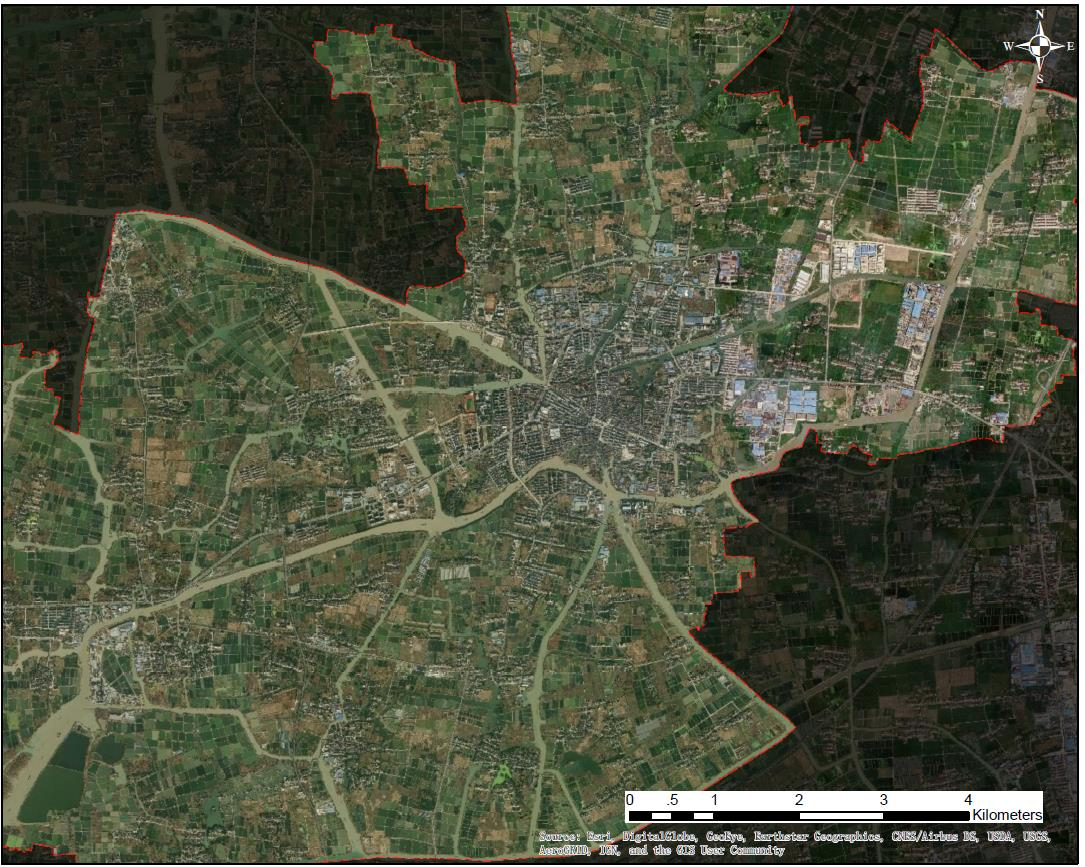 N
W E
S
0 .5 1 2 3 4
Kilometers
Source: Esri, DigitalGlobe, GeoEye, Earthstar Geographics, CNES/Airbus DS, USDA, USGS,
AeroGRID, IGN, and the GIS User Community